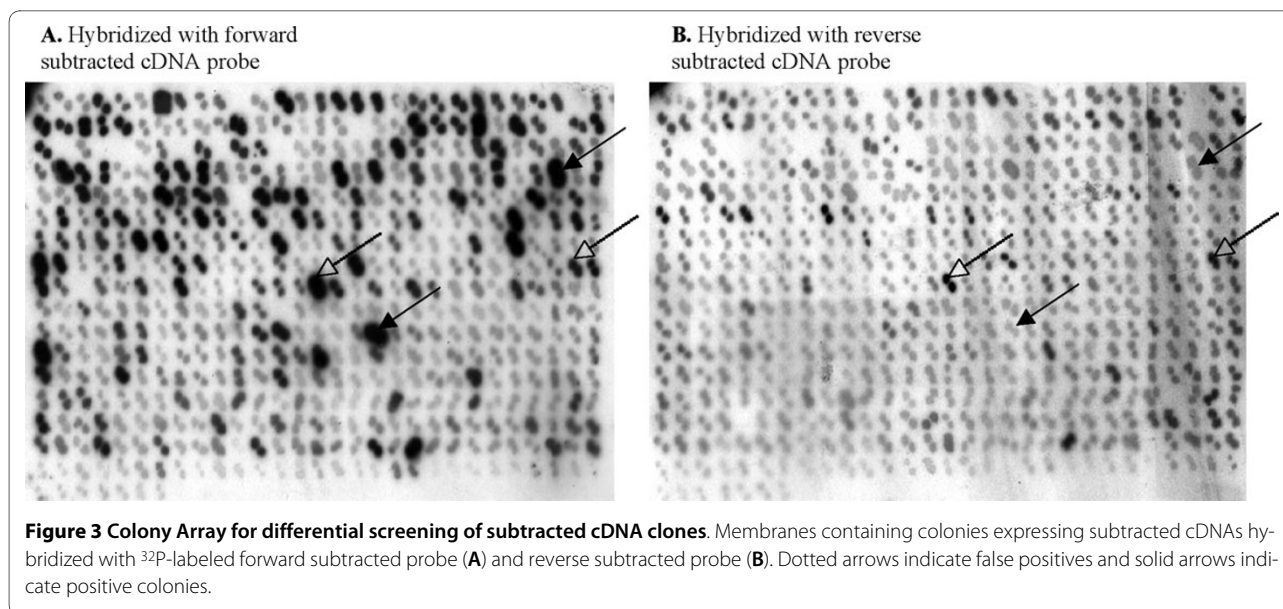 A. Hybridized with forward
subtracted cDNA probe
B. Hybridized with reverse
subtracted cDNA probe
Figure 3 Colony Array for differential screening of subtracted cDNA clones. Membranes containing colonies expressing subtracted cDNAs hy-
bridized with ³²P-labeled forward subtracted probe (A) and reverse subtracted probe (B). Dotted arrows indicate false positives and solid arrows indi-
cate positive colonies.